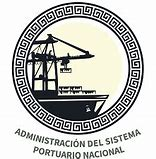 ADMINISTRACIÓN DEL SISTEMA
PORTUARIO NACIONAL